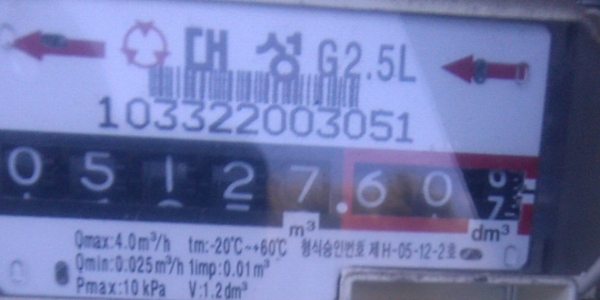 대 성 G2.5L
103322003051
05127.60
m³ dm³
Qmax:4.0m³/h tm:-20℃~+60℃ 형식승인번호 제H-05-12-2호
Qmin:0.025m³/h 1imp:0.01m³
Pmax:10 kPa V:1.2dm³